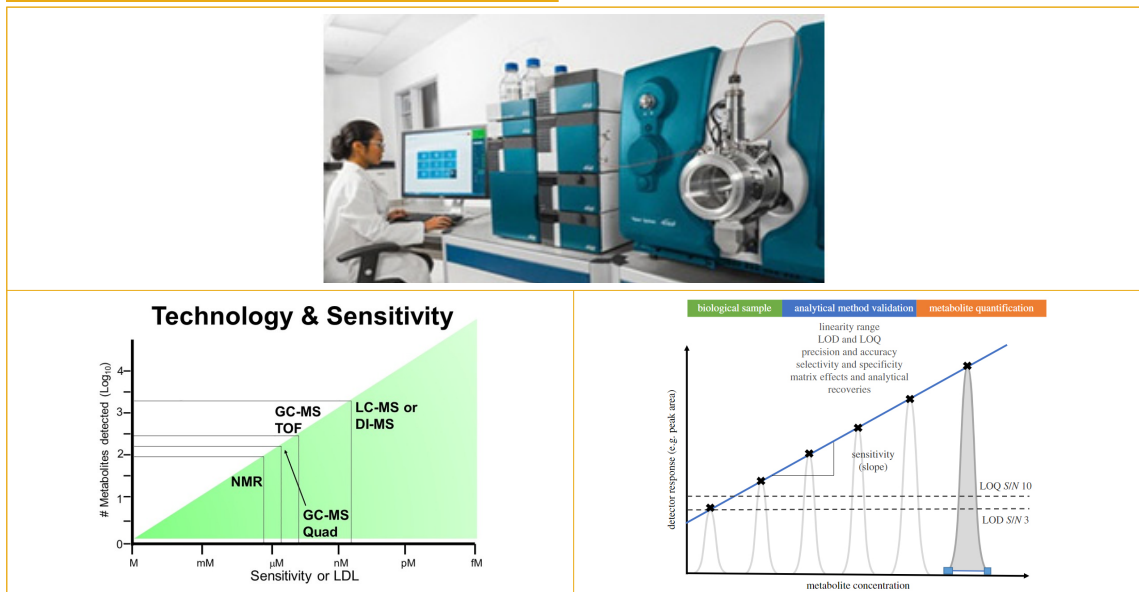 Technology & Sensitivity
# Metabolites detected (Log10)
4
3
2
1
0
GC-MS
TOF
LC-MS or
DI-MS
NMR
GC-MS
Quad
M
mM
μM
nM
pM
fM
Sensitivity or LDL
biological sample
analytical method validation
metabolite quantification
linearity range
LOD and LOQ
precision and accuracy
selectivity and specificity
matrix effects and analytical
recoveries
detector response (e.g. peak area)
sensitivity
(slope)
LOQ S/N 10
LOD S/N 3
metabolite concentration